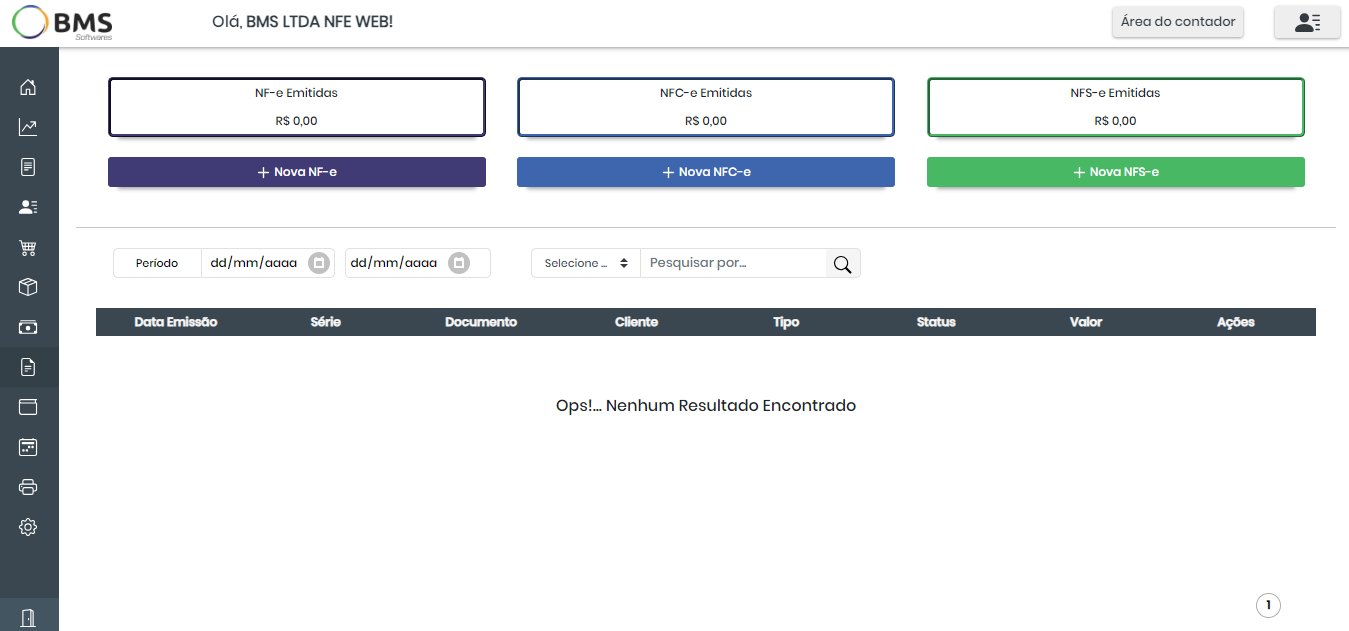 BMS
Softwares
Olá, BMS LTDA NFE WEB!
Área do contador
NF-e Emitidas
R$ 0,00
NFC-e Emitidas
R$ 0,00
NFS-e Emitidas
R$ 0,00
+ Nova NF-e
+ Nova NFC-e
+ Nova NFS-e
Período dd/mm/aaaa dd/mm/aaaa Selecione ... Pesquisar por...
Data Emissão Série Documento Cliente Tipo Status Valor Ações
Ops!... Nenhum Resultado Encontrado
1